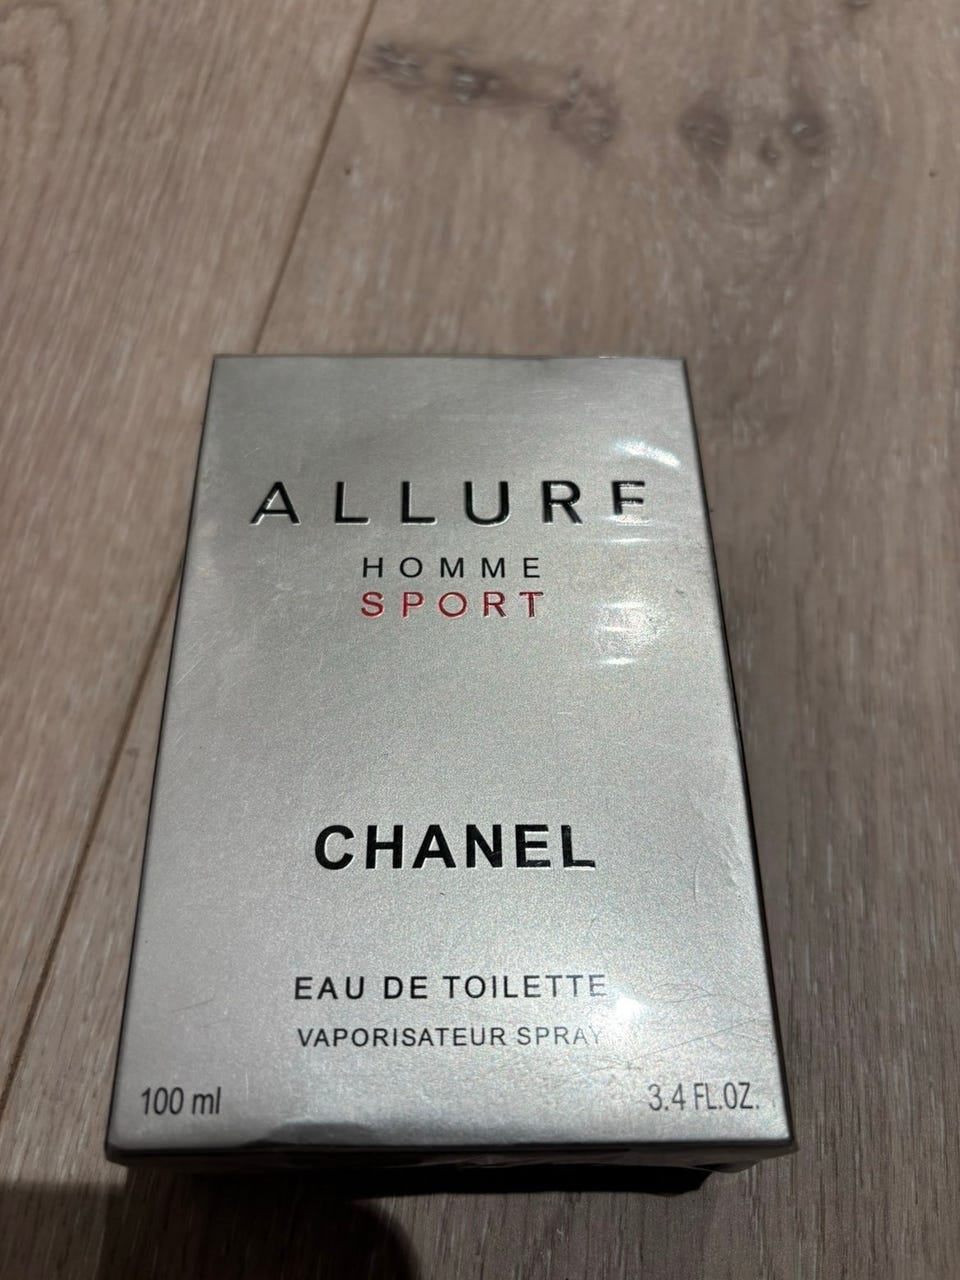 ALLURE
HOMME
SPORT
CHANEL
EAU DE TOILETTE
VAPORISATEUR SPRAY
100 ml
3.4 FL.OZ.